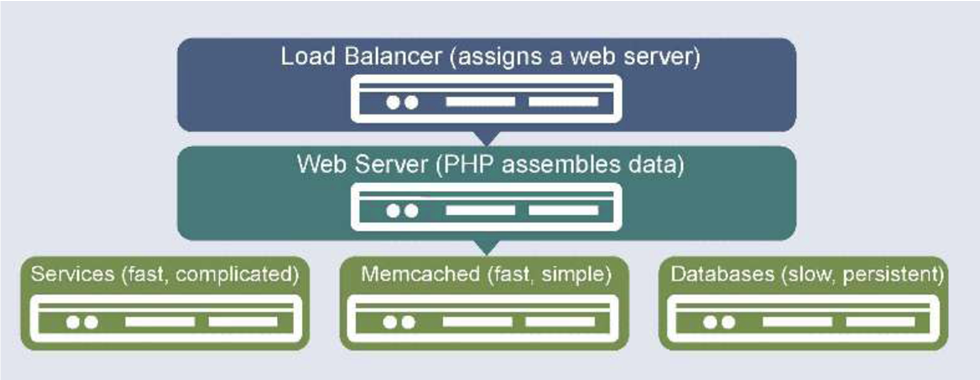 Load Balancer (assigns a web server)
Web Server (PHP assembles data)
Services (fast, complicated)
Memcached (fast, simple)
Databases (slow, persistent)